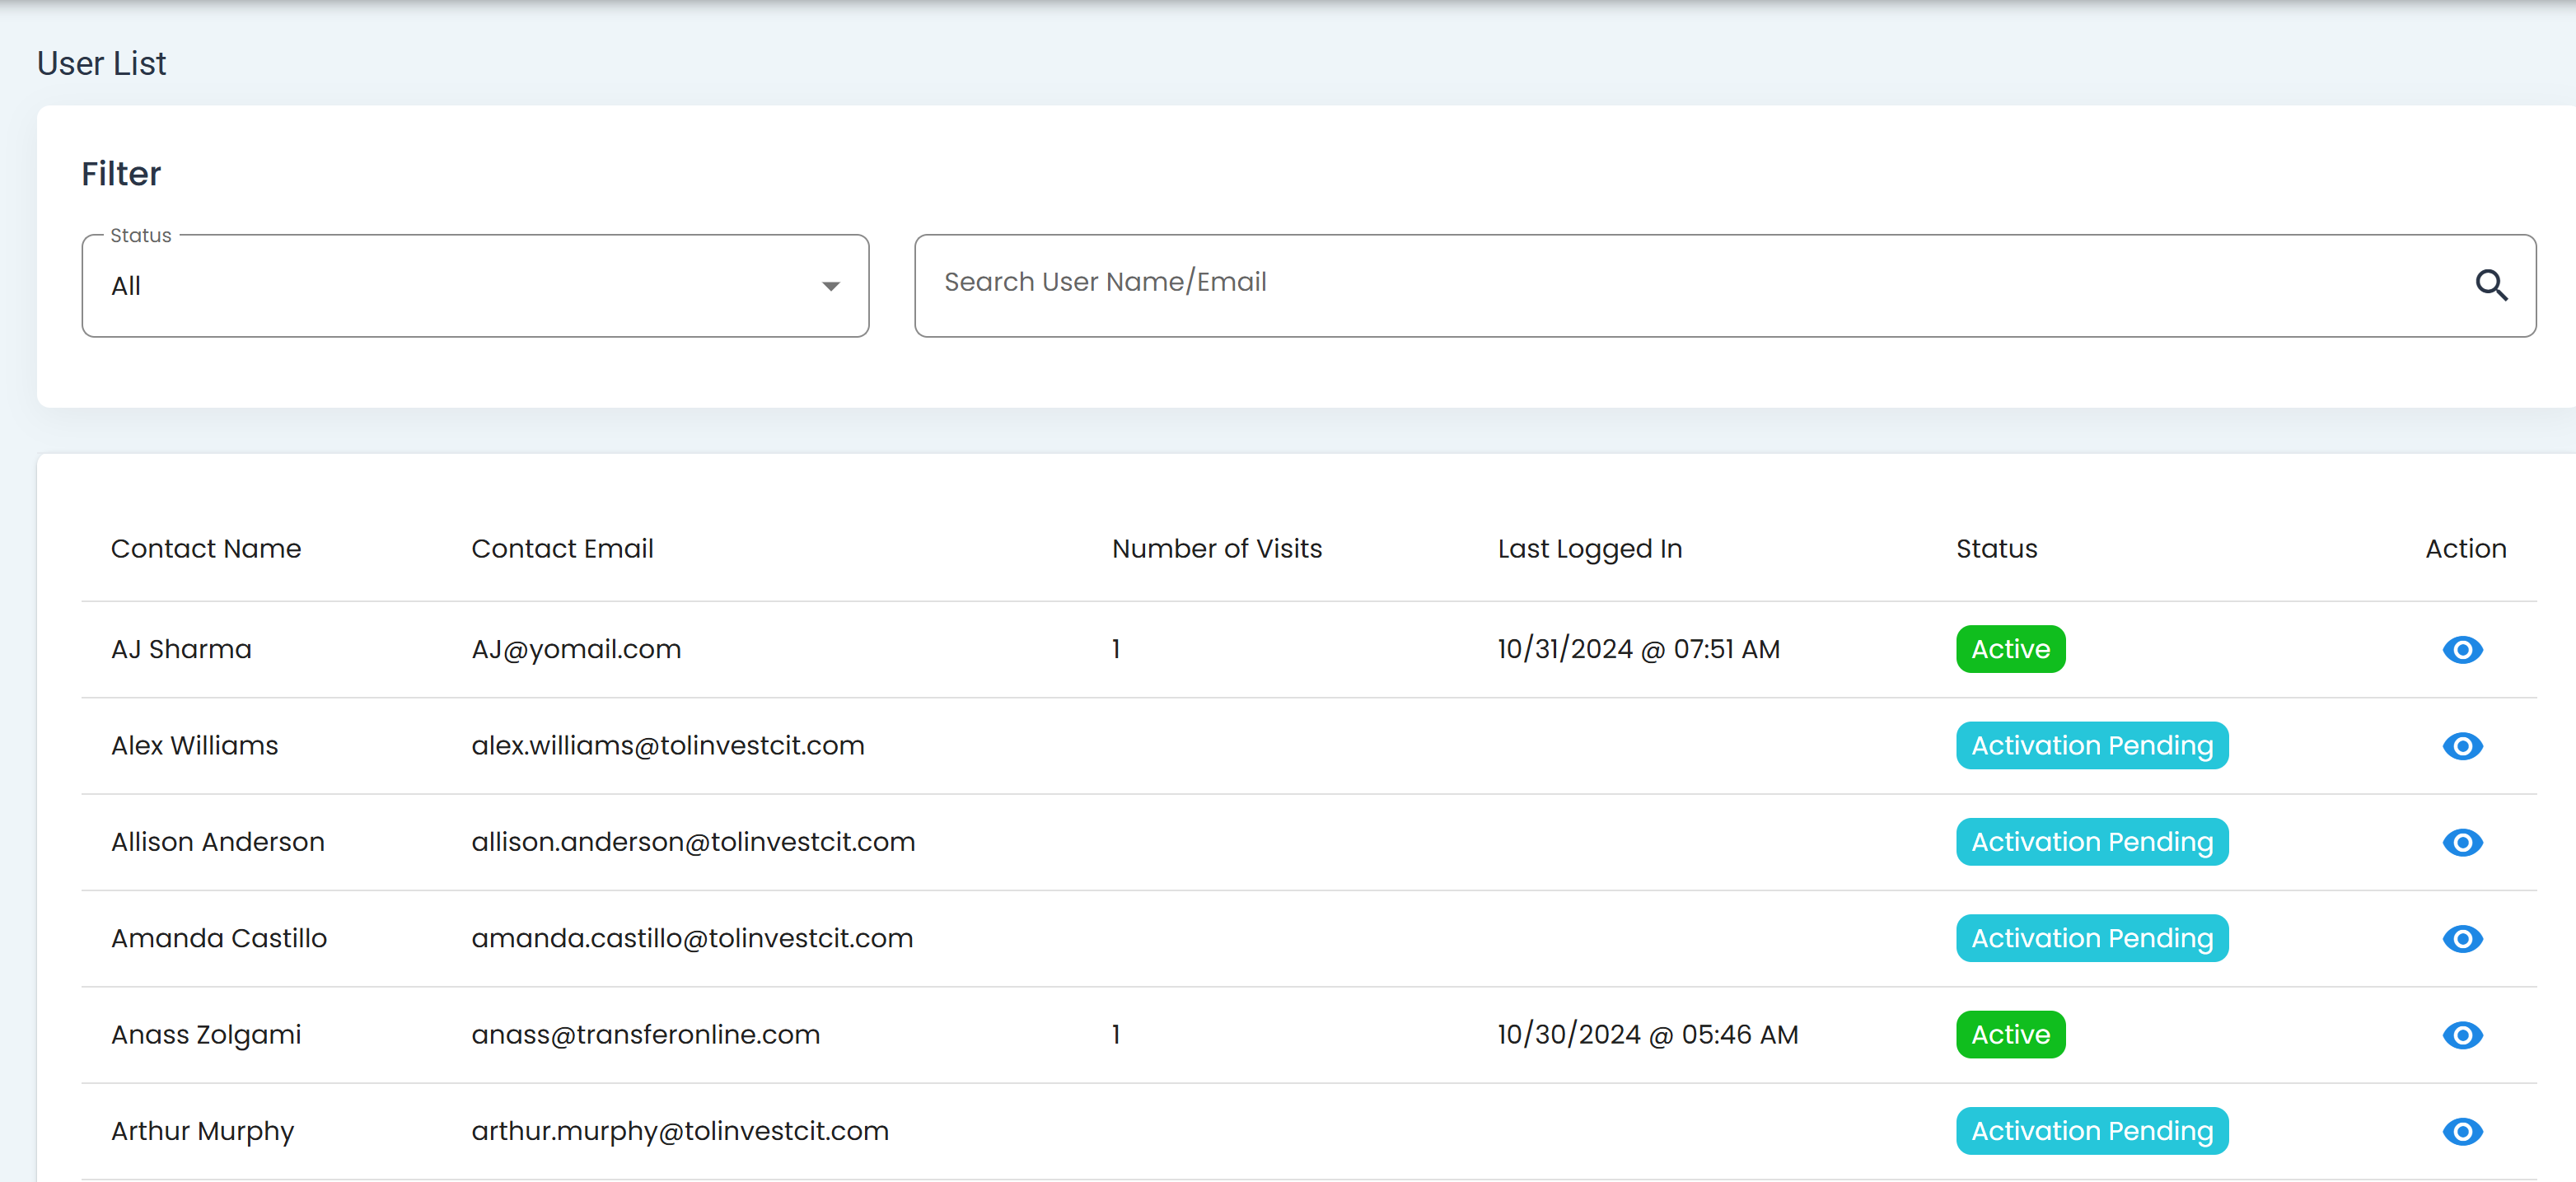 User List
Filter
Status
All
Search User Name/Email
Contact Name Contact Email Number of Visits Last Logged In Status Action
AJ Sharma AJ@yomail.com 1 10/31/2024 @ 07:51 AM Active
Alex Williams alex.williams@tolinvestcit.com Activation Pending
Allison Anderson allison.anderson@tolinvestcit.com Activation Pending
Amanda Castillo amanda.castillo@tolinvestcit.com Activation Pending
Anass Zolgami anass@transferonline.com 1 10/30/2024 @ 05:46 AM Active
Arthur Murphy arthur.murphy@tolinvestcit.com Activation Pending